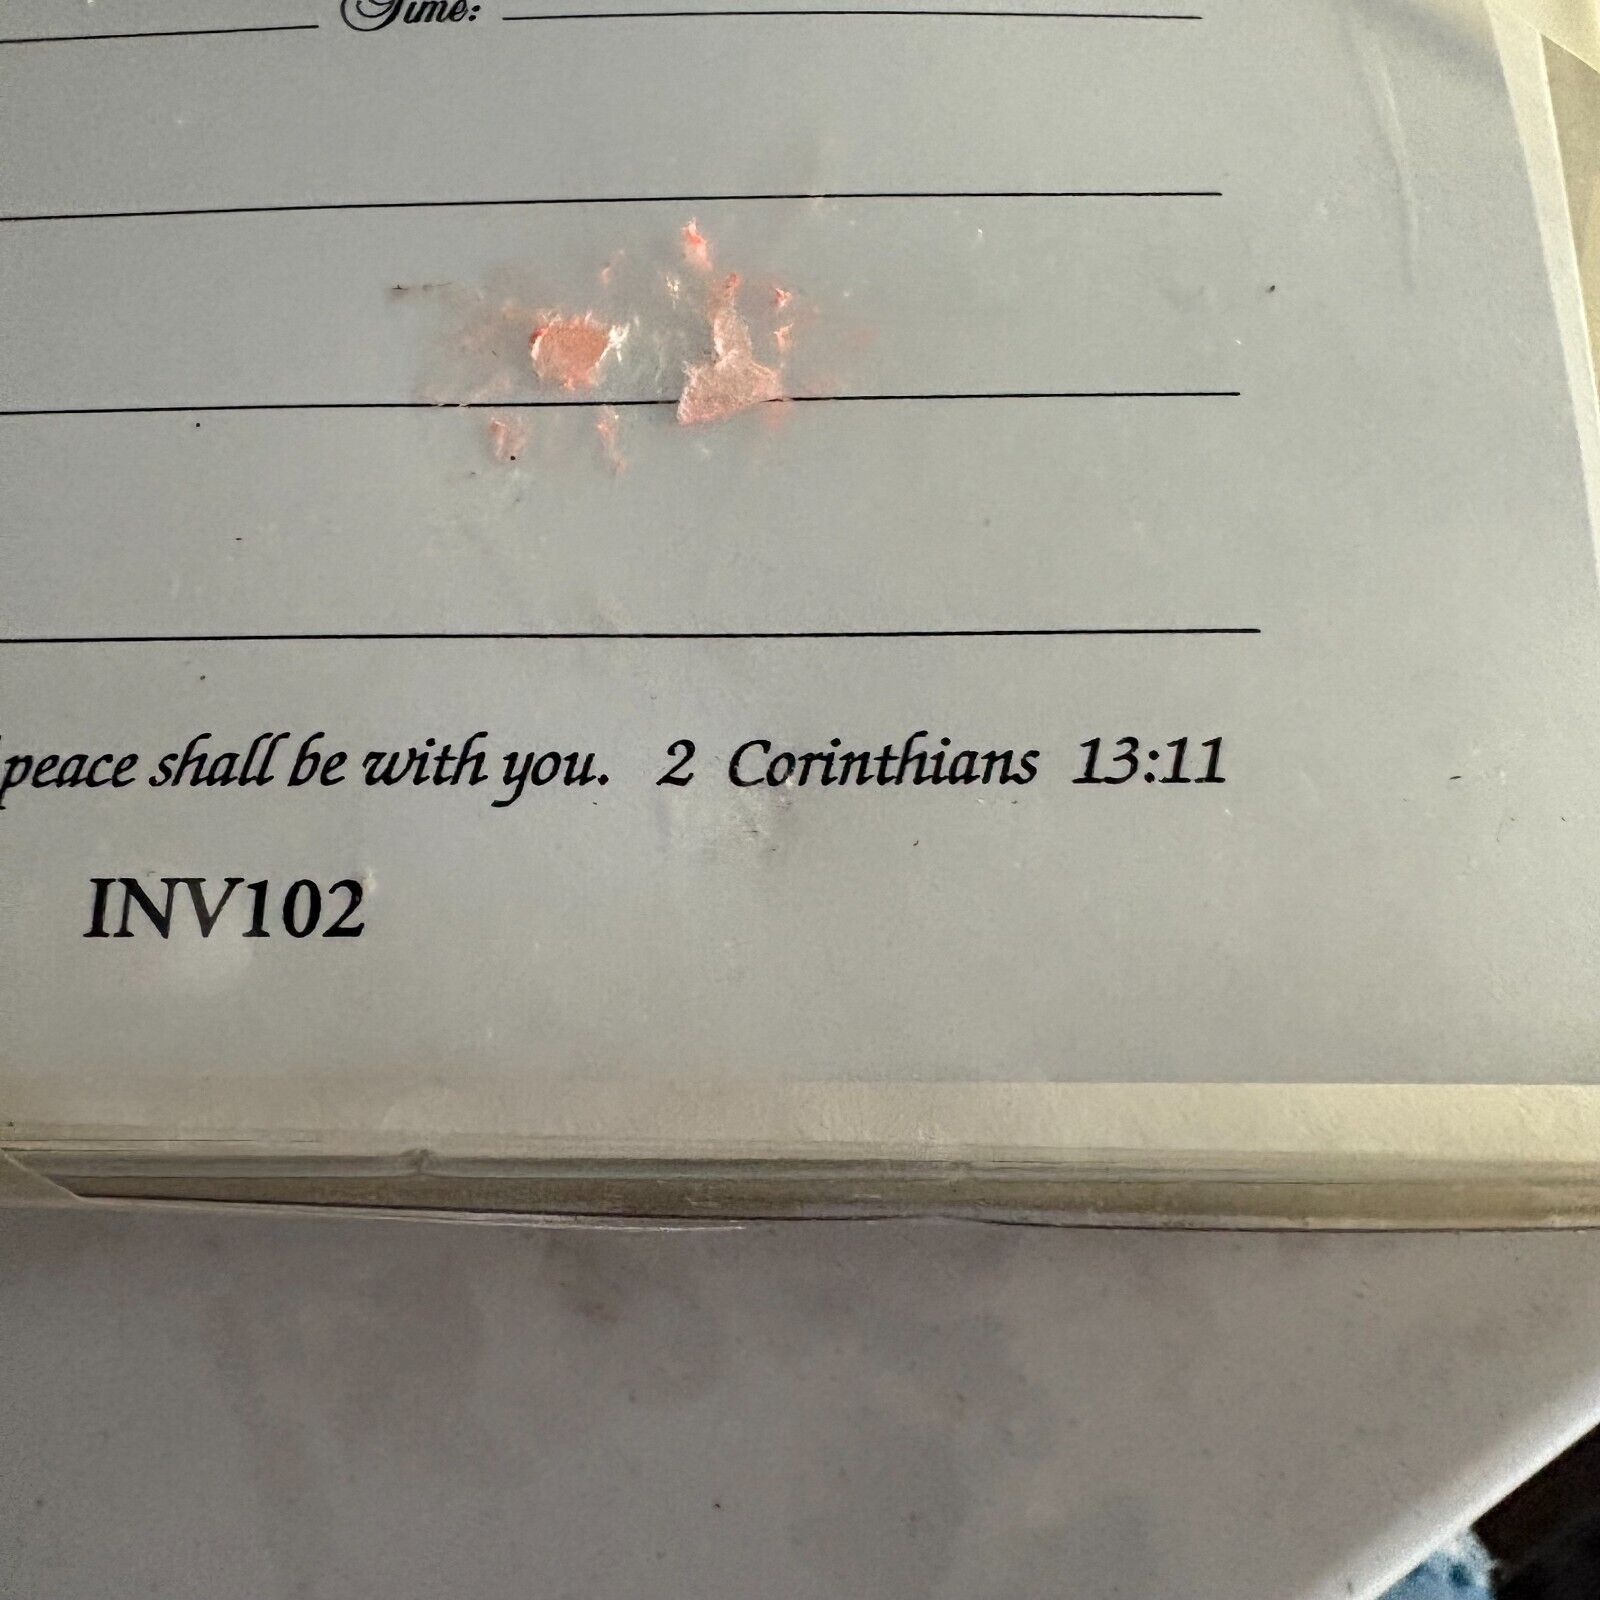 Time:
peace shall be with you. 2 Corinthians 13:11
INV102